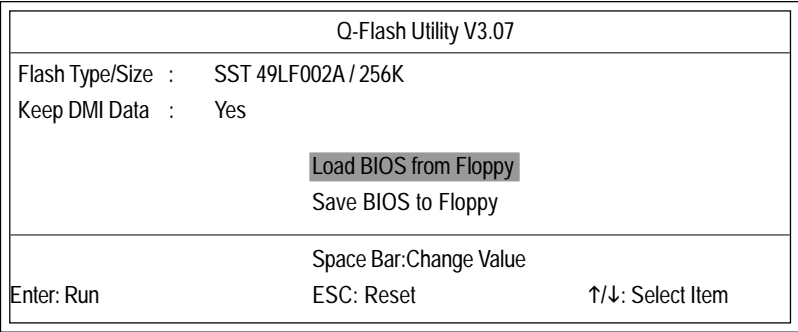 Q-Flash Utility V3.07
Flash Type/Size : SST 49LF002A / 256K
Keep DMI Data : Yes
Load BIOS from Floppy
Save BIOS to Floppy
Space Bar:Change Value
Enter: Run ESC: Reset ↑/↓: Select Item